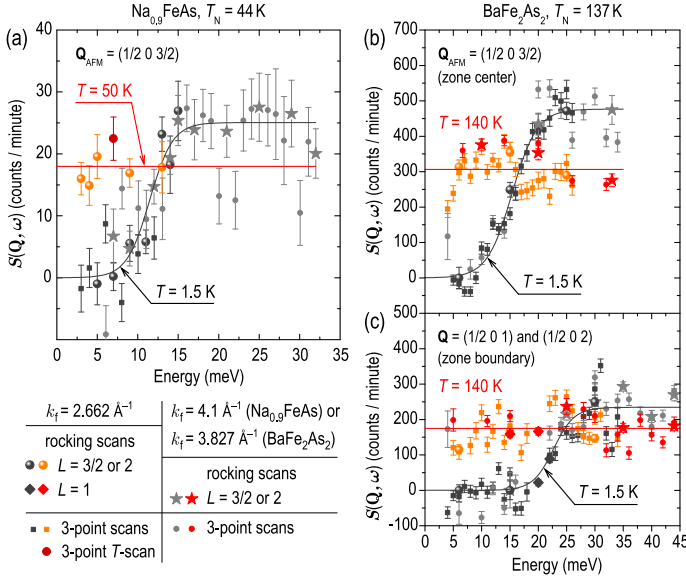 Na0.9FeAs, TN = 44 K
BaFe2As2, TN = 137 K
(a)
QAFM = (1/2 0 3/2)
T = 50 K
T = 1.5 K
S(Q, ω) (counts / minute)
40
30
20
10
0
-10
0 5 10 15 20 25 30 35
Energy (meV)
(b)
QAFM = (1/2 0 3/2)
(zone center)
T = 140 K
T = 1.5 K
S(Q, ω) (counts / minute)
700
600
500
400
300
200
100
0
Energy (meV)
(c)
Q = (1/2 0 1) and (1/2 0 2)
(zone boundary)
T = 140 K
T = 1.5 K
S(Q, ω) (counts / minute)
500
400
300
200
100
0
-100
0 5 10 15 20 25 30 35 40 45
Energy (meV)
kf = 2.662 Å−1
kf = 4.1 Å−1 (Na0.9FeAs) or
kf = 3.827 Å−1 (BaFe2As2)
rocking scans
L = 3/2 or 2
L = 1
rocking scans
L = 3/2 or 2
3-point scans
3-point T-scan
3-point scans